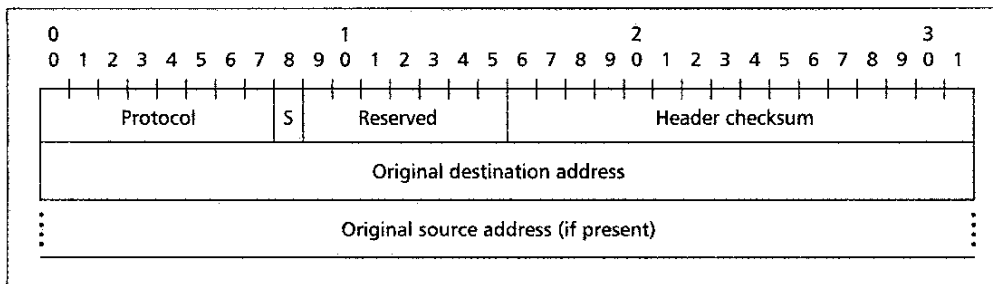 0 1 2 3
0 1 2 3 4 5 6 7 8 9 0 1 2 3 4 5 6 7 8 9 0 1 2 3 4 5 6 7 8 9 0 1
Protocol S Reserved Header checksum
Original destination address
Original source address (if present)